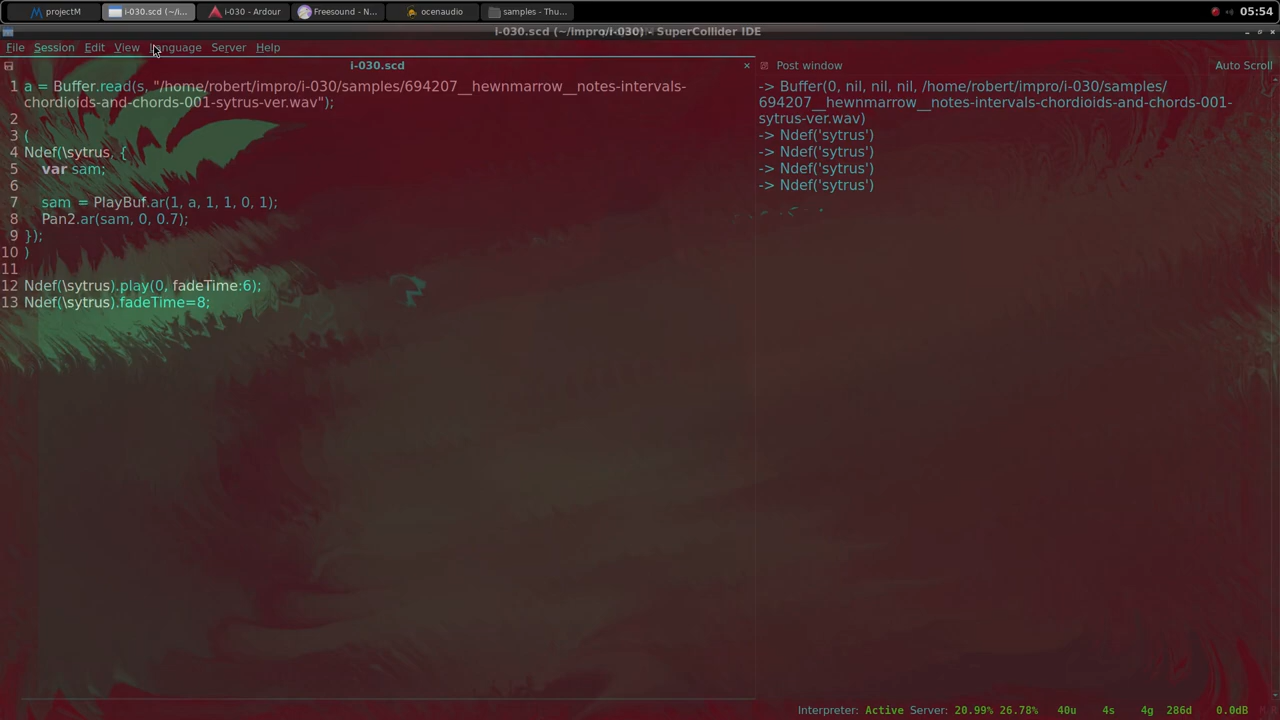 projectM
i-030.scd (~/i...
i-030 - Ardour
Freesound - N...
ocenaudio
samples - Thu...
05:54
SuperCollider IDE
File Session Edit View Language Server Help
i-030.scd
1 a = Buffer.read(s, "/home/robert/impro/i-030/samples/694207__hewnmarrow__notes-intervals-
chordioids-and-chords-001-sytrus-ver.wav");
2
3 (
4 Ndef(\sytrus, {
5 var sam;
6
7 sam = PlayBuf.ar(1, a, 1, 1, 0, 1);
8 Pan2.ar(sam, 0, 0.7);
9 });
10 )
11
12 Ndef(\sytrus).play(0, fadeTime:6);
13 Ndef(\sytrus).fadeTime=8;
Post window
Auto Scroll
-> Buffer(0, nil, nil, nil, /home/robert/impro/i-030/samples/
694207__hewnmarrow__notes-intervals-chordioids-and-chords-001-
sytrus-ver.wav)
-> Ndef('sytrus')
-> Ndef('sytrus')
-> Ndef('sytrus')
-> Ndef('sytrus')
Interpreter: Active Server: 20.99% 26.78% 40u 4s 4g 286d 0.0dB